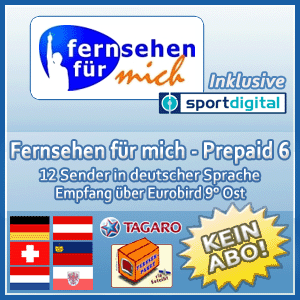 fernsehen
für mich
Inklusive
sportdigital
Fernsehen für mich - Prepaid 6
12 Sender in deutscher Sprache
Empfang über Eurobird 9° Ost
TAGARO
KEIN
ABO!